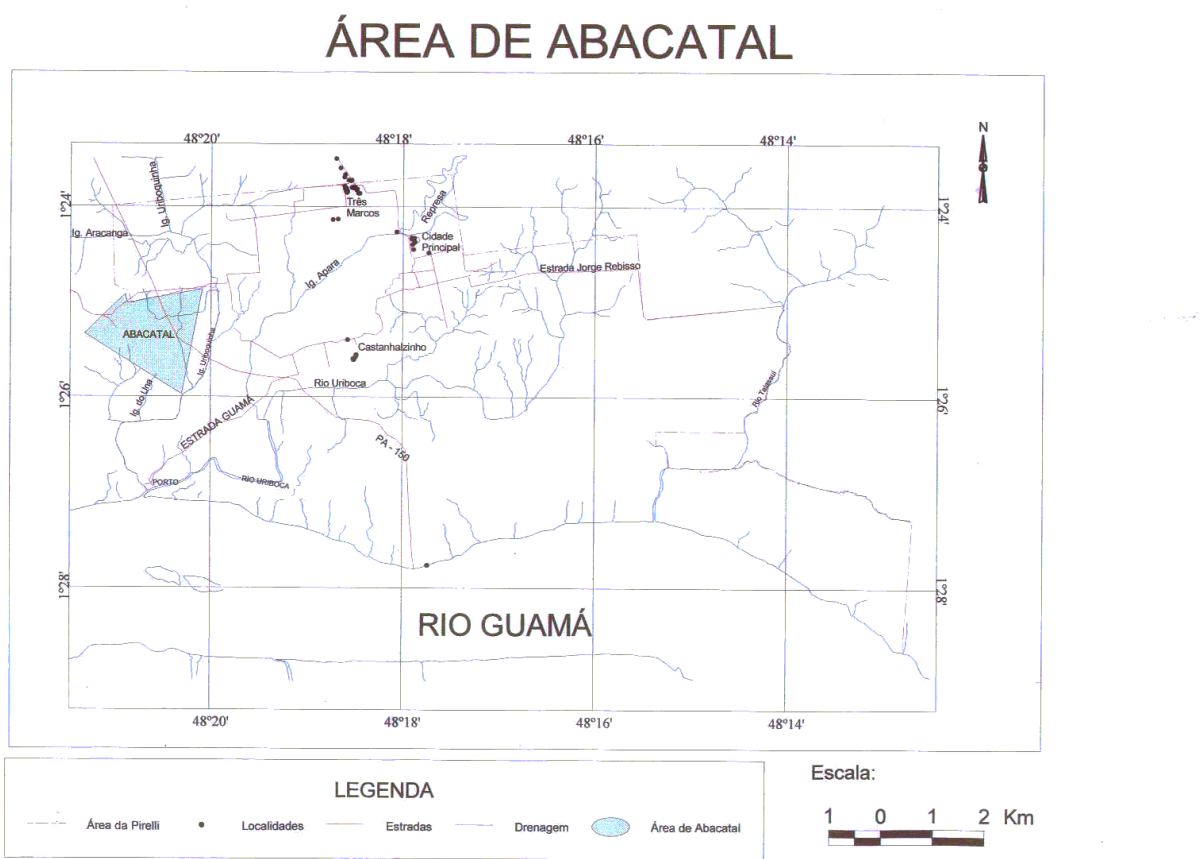 ÁREA DE ABACATAL
48°20' 48°18' 48°16' 48°14'
N
1°24'
1°24'
Ig. Uriboquinha
Três
Marcos
Represa
Ig. Aracanga
Cidade
Principal
Ig. Apara
Estrada Jorge Rebisso
ABACATAL
Ig. Uriboquinha
Castanhalzinho
Rio Uriboca
Ig. do Una
1°26'
1°26'
ESTRADA GUAMÁ
PA - 150
PORTO
RIO URIBOCA
1°28'
1°28'
RIO GUAMÁ
48°20' 48°18' 48°16' 48°14'
LEGENDA
Área da Pirelli
Localidades
Estradas
Drenagem
Área de Abacatal
Escala:
1 0 1 2 Km